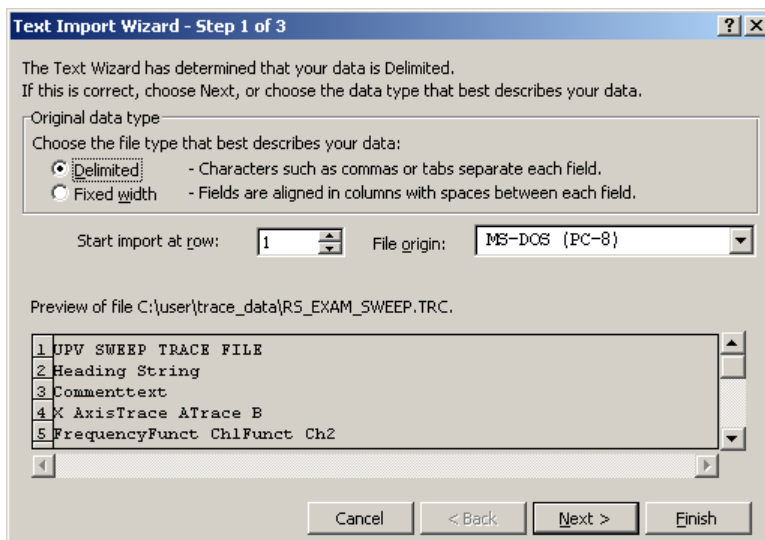 Text Import Wizard - Step 1 of 3
The Text Wizard has determined that your data is Delimited.
If this is correct, choose Next, or choose the data type that best describes your data.
Original data type
Choose the file type that best describes your data:
Delimited - Characters such as commas or tabs separate each field.
Fixed width - Fields are aligned in columns with spaces between each field.
Start import at row: 1 File origin: MS-DOS (PC-8)
Preview of file C:\user\trace_data\RS_EXAM_SWEEP.TRC.
1 UPV SWEEP TRACE FILE
2 Heading String
3 Commenttext
4 X AxisTrace ATrace B
5 FrequencyFunct Ch1Funct Ch2
Cancel < Back Next > Finish